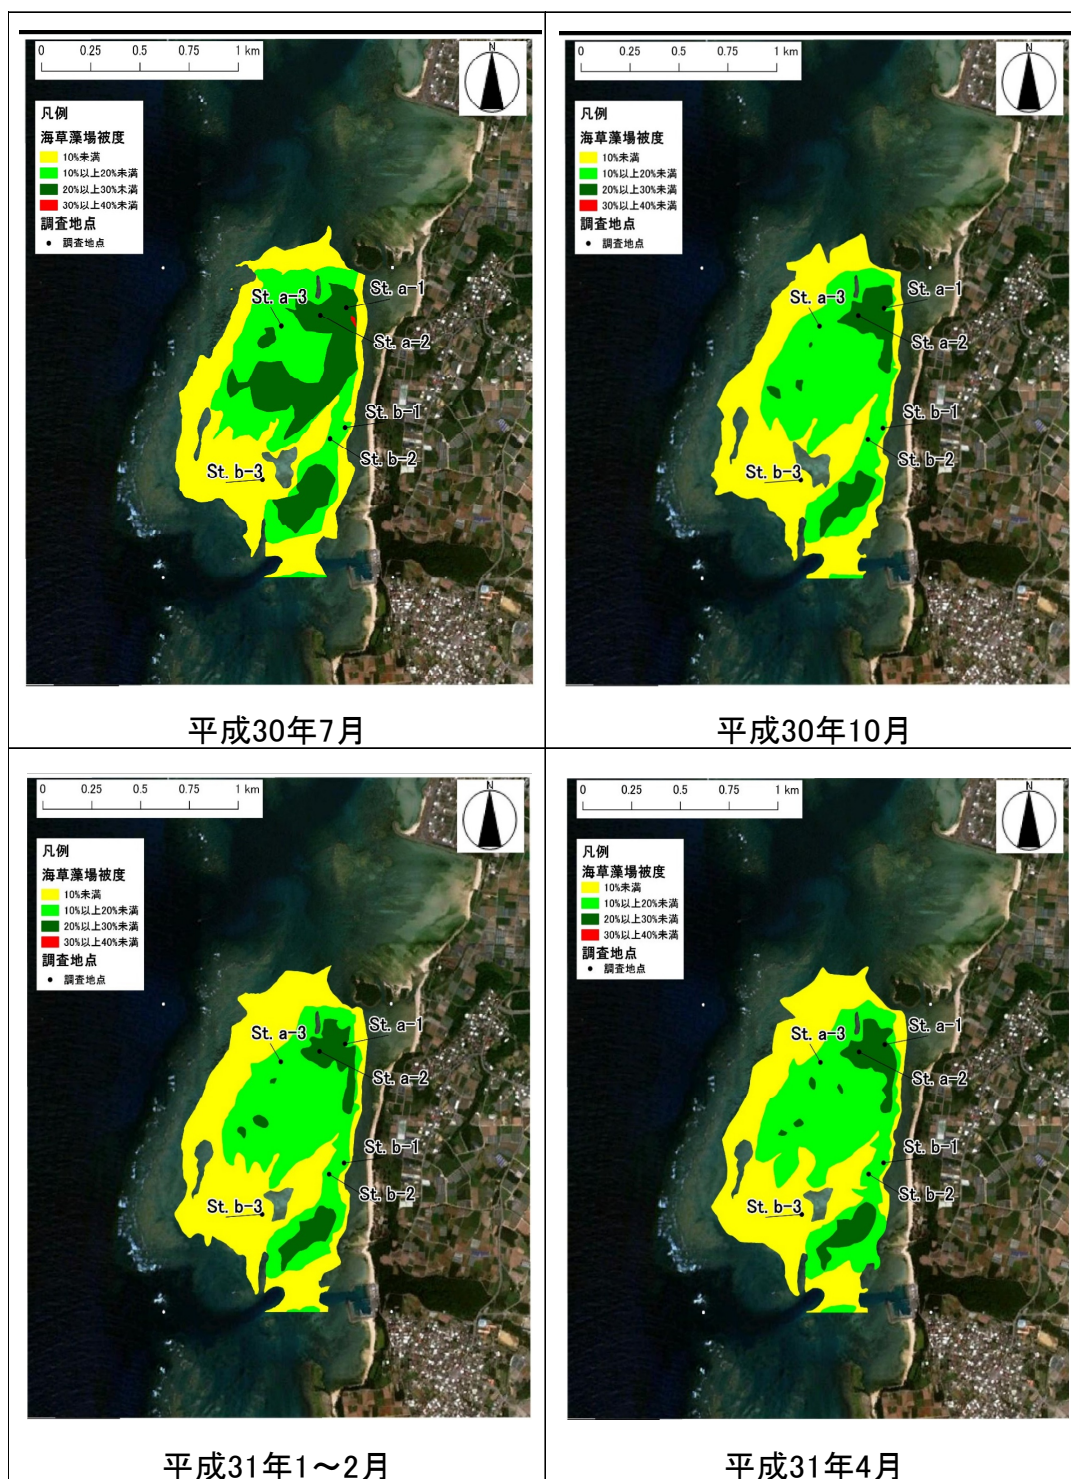 0 0.25 0.5 0.75 1 km
N
凡例
海草藻場被度
10%未満
10%以上20%未満
20%以上30%未満
30%以上40%未満
調査地点
調査地点
St. a-3
St. a-1
St. a-2
St. b-1
St. b-2
St. b-3
平成30年7月
0 0.25 0.5 0.75 1 km
N
凡例
海草藻場被度
10%未満
10%以上20%未満
20%以上30%未満
30%以上40%未満
調査地点
調査地点
St. a-3
St. a-1
St. a-2
St. b-1
St. b-2
St. b-3
平成30年10月
0 0.25 0.5 0.75 1 km
N
凡例
海草藻場被度
10%未満
10%以上20%未満
20%以上30%未満
30%以上40%未満
調査地点
調査地点
St. a-3
St. a-1
St. a-2
St. b-1
St. b-2
St. b-3
平成31年1～2月
0 0.25 0.5 0.75 1 km
N
凡例
海草藻場被度
10%未満
10%以上20%未満
20%以上30%未満
30%以上40%未満
調査地点
調査地点
St. a-3
St. a-1
St. a-2
St. b-1
St. b-2
St. b-3
平成31年4月